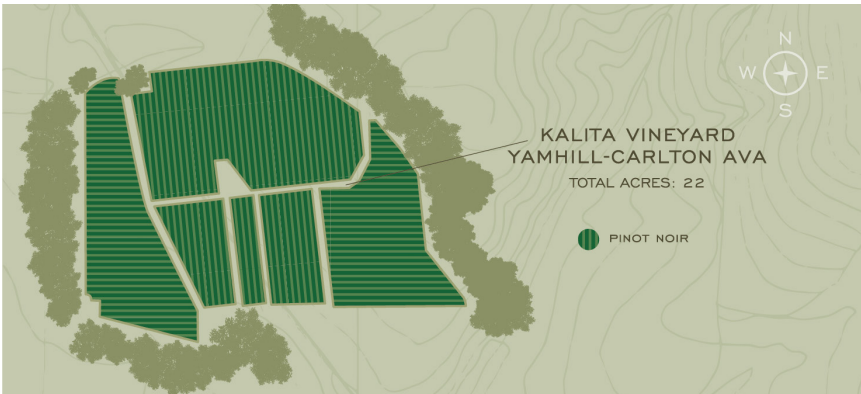 N
W E
S
KALITA VINEYARD
YAMHILL-CARLTON AVA
TOTAL ACRES: 22
PINOT NOIR